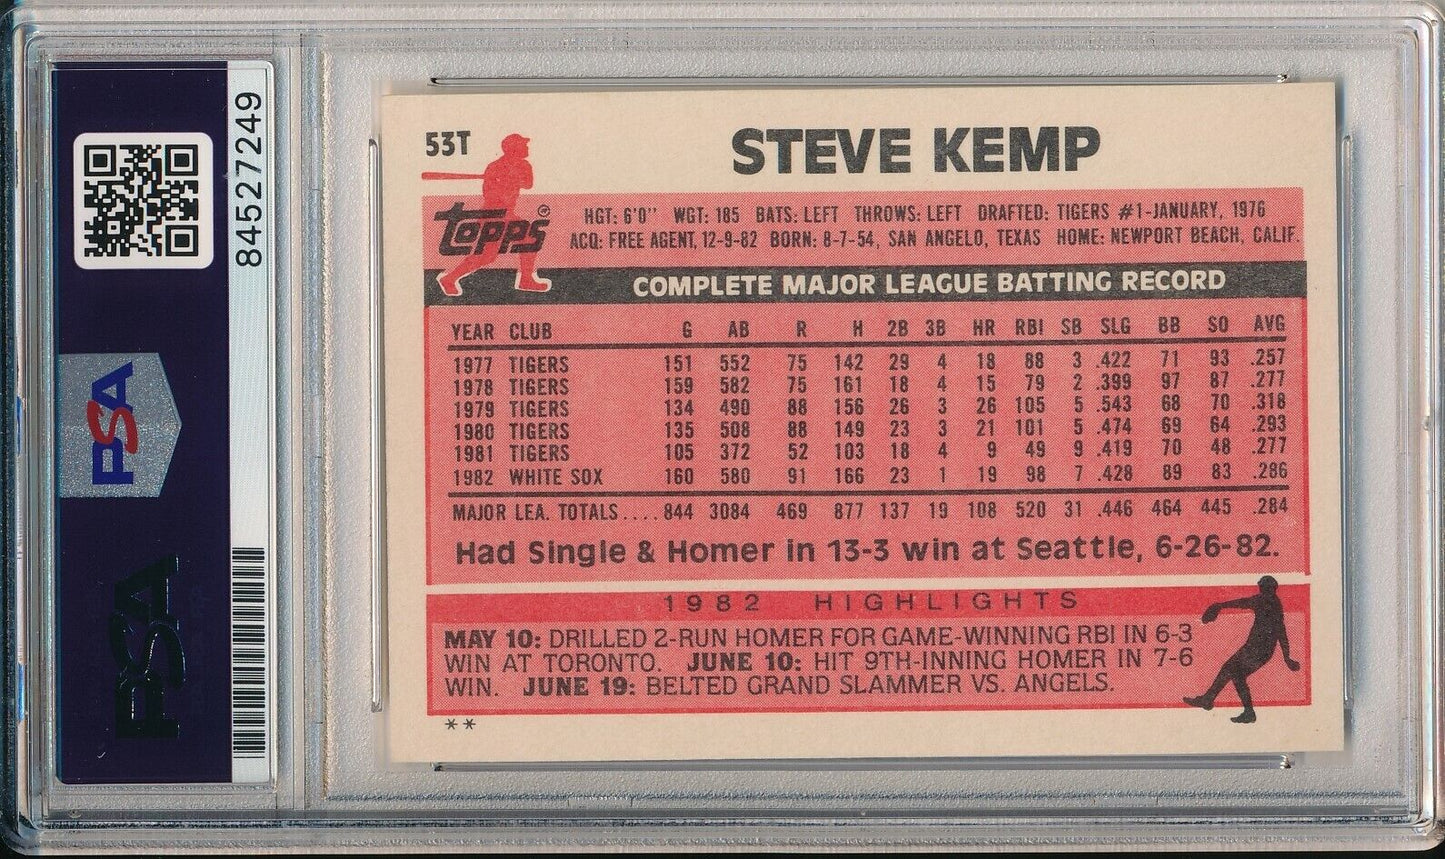 84527249
PSA
PSA
53T
STEVE KEMP
Topps®
HGT: 6'0" WGT: 185 BATS: LEFT THROWS: LEFT DRAFTED: TIGERS #1-JANUARY, 1976
ACQ: FREE AGENT, 12-9-82 BORN: 8-7-54, SAN ANGELO, TEXAS HOME: NEWPORT BEACH, CALIF.
COMPLETE MAJOR LEAGUE BATTING RECORD
YEAR CLUB G AB R H 2B 3B HR RBI SB SLG BB SO AVG
1977 TIGERS 151 552 75 142 29 4 18 88 3 .422 71 93 .257
1978 TIGERS 159 582 75 161 18 4 15 79 2 .399 97 87 .277
1979 TIGERS 134 490 88 156 26 3 26 105 5 .543 68 70 .318
1980 TIGERS 135 508 88 149 23 3 21 101 5 .474 69 64 .293
1981 TIGERS 105 372 52 103 18 4 9 49 9 .419 70 48 .277
1982 WHITE SOX 160 580 91 166 23 1 19 98 7 .428 89 83 .286
MAJOR LEA. TOTALS.... 844 3084 469 877 137 19 108 520 31 .446 464 445 .284
Had Single & Homer in 13-3 win at Seattle, 6-26-82.
1982 HIGHLIGHTS
MAY 10: DRILLED 2-RUN HOMER FOR GAME-WINNING RBI IN 6-3
WIN AT TORONTO. JUNE 10: HIT 9TH-INNING HOMER IN 7-6
WIN. JUNE 19: BELTED GRAND SLAMMER VS. ANGELS.
**